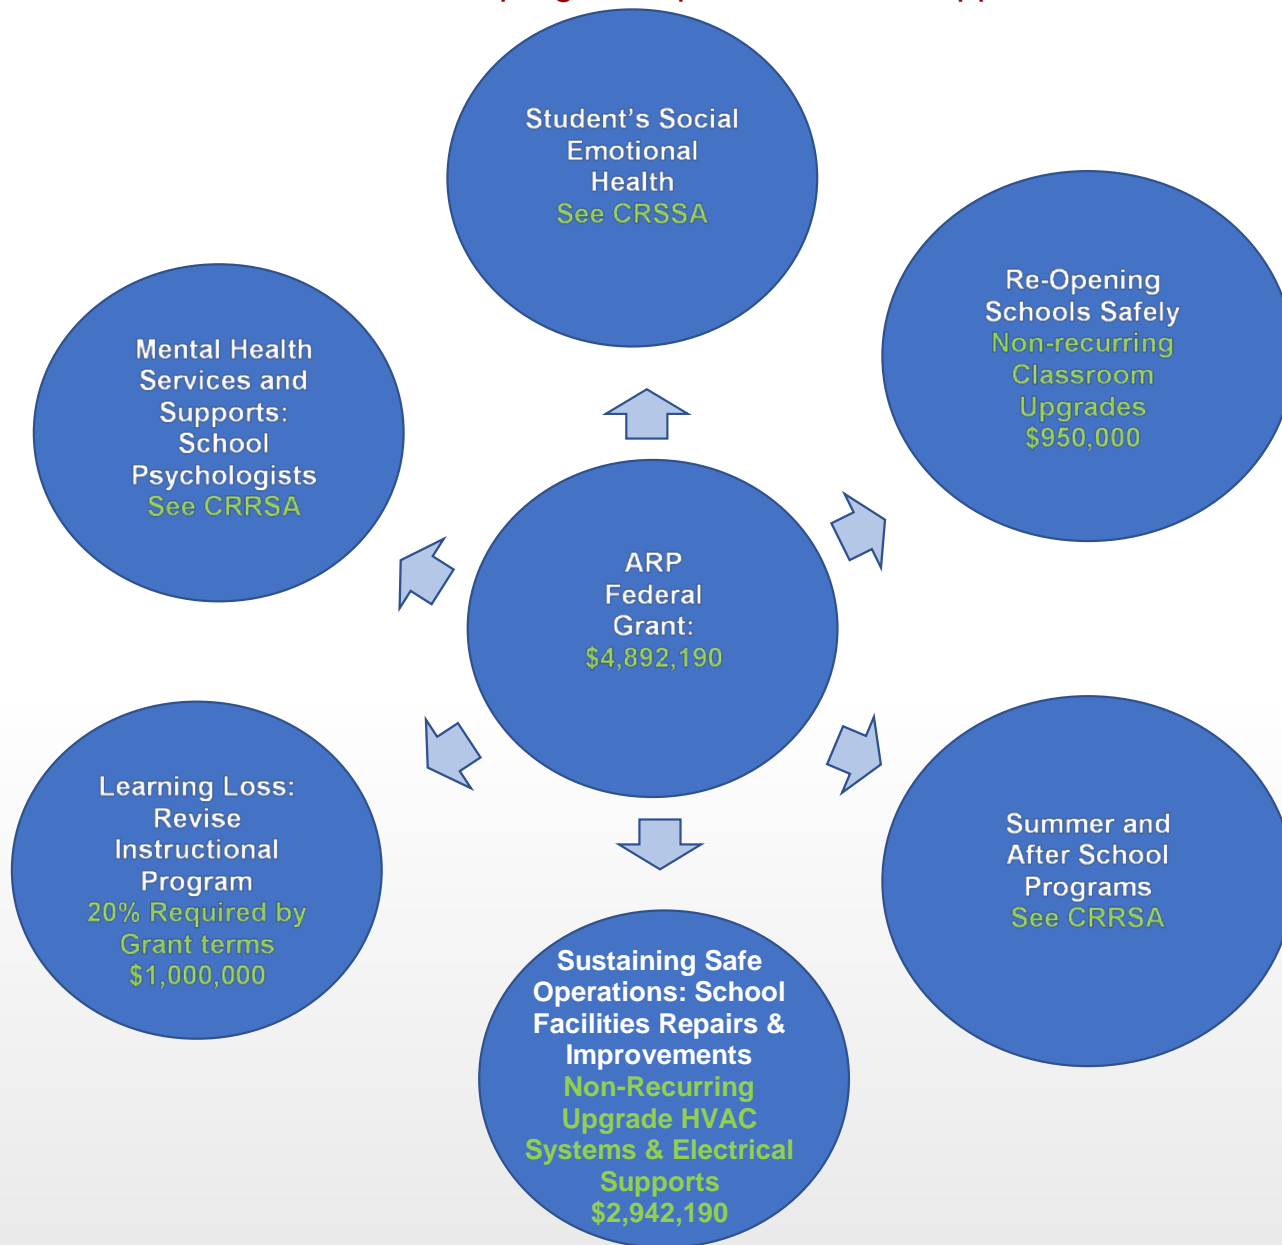 Student's Social
Emotional
Health
See CRSSA
Re-Opening
Schools Safely
Non-recurring
Classroom
Upgrades
$950,000
Mental Health
Services and
Supports:
School
Psychologists
See CRRSA
ARP
Federal
Grant:
$4,892,190
Learning Loss:
Revise
Instructional
Program
20% Required by
Grant terms
$1,000,000
Summer and
After School
Programs
See CRRSA
Sustaining Safe
Operations: School
Facilities Repairs &
Improvements
Non-Recurring
Upgrade HVAC
Systems & Electrical
Supports
$2,942,190